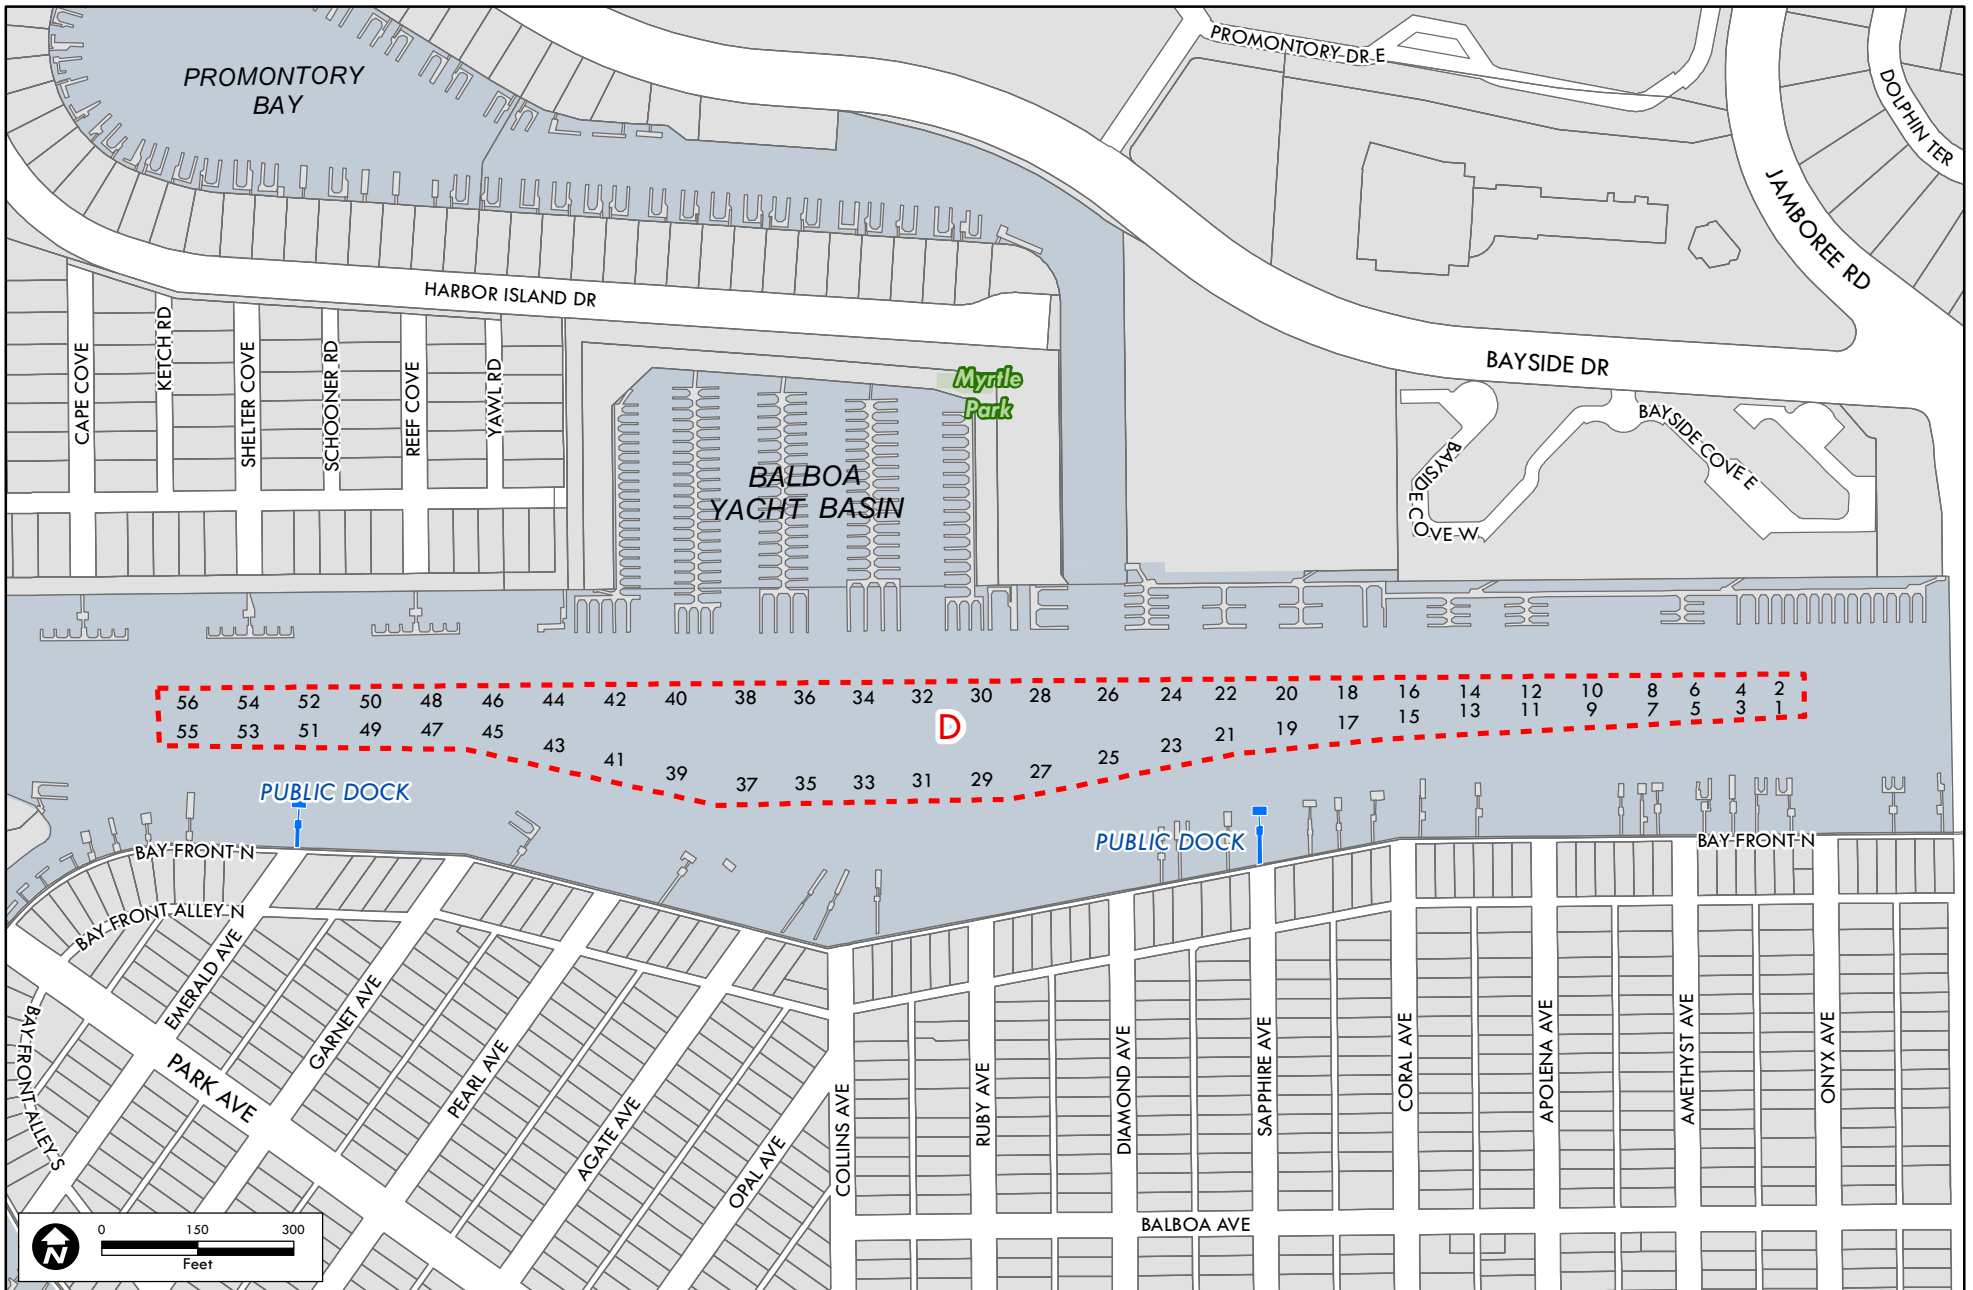 PROMONTORY
BAY
PROMONTORY DR E
DOLPHIN TER
JAMBOREE RD
HARBOR ISLAND DR
BAYSIDE DR
CAPE COVE
KETCH RD
SHELTER COVE
SCHOONER RD
REEF COVE
YAWL RD
Myrtle
Park
BALBOA
YACHT BASIN
BAYSIDE COVE W
BAYSIDE COVE E
56 54 52 50 48 46 44 42 40 38 36 34 32 30 28 26 24 22 20 18 16 14 12 10 8 6 4 2
55 53 51 49 47 45 43 41 39 37 35 33 31 29 27 25 23 21 19 17 15 13 11 9 7 5 3 1
D
PUBLIC DOCK
PUBLIC DOCK
BAY FRONT N
BAY FRONT N
BAY FRONT ALLEY N
BAY FRONT ALLEY S
EMERALD AVE
GARNET AVE
PARK AVE
PEARL AVE
AGATE AVE
OPAL AVE
COLLINS AVE
RUBY AVE
DIAMOND AVE
SAPPHIRE AVE
CORAL AVE
APOLENA AVE
AMETHYST AVE
ONYX AVE
BALBOA AVE
N
0 150 300
Feet